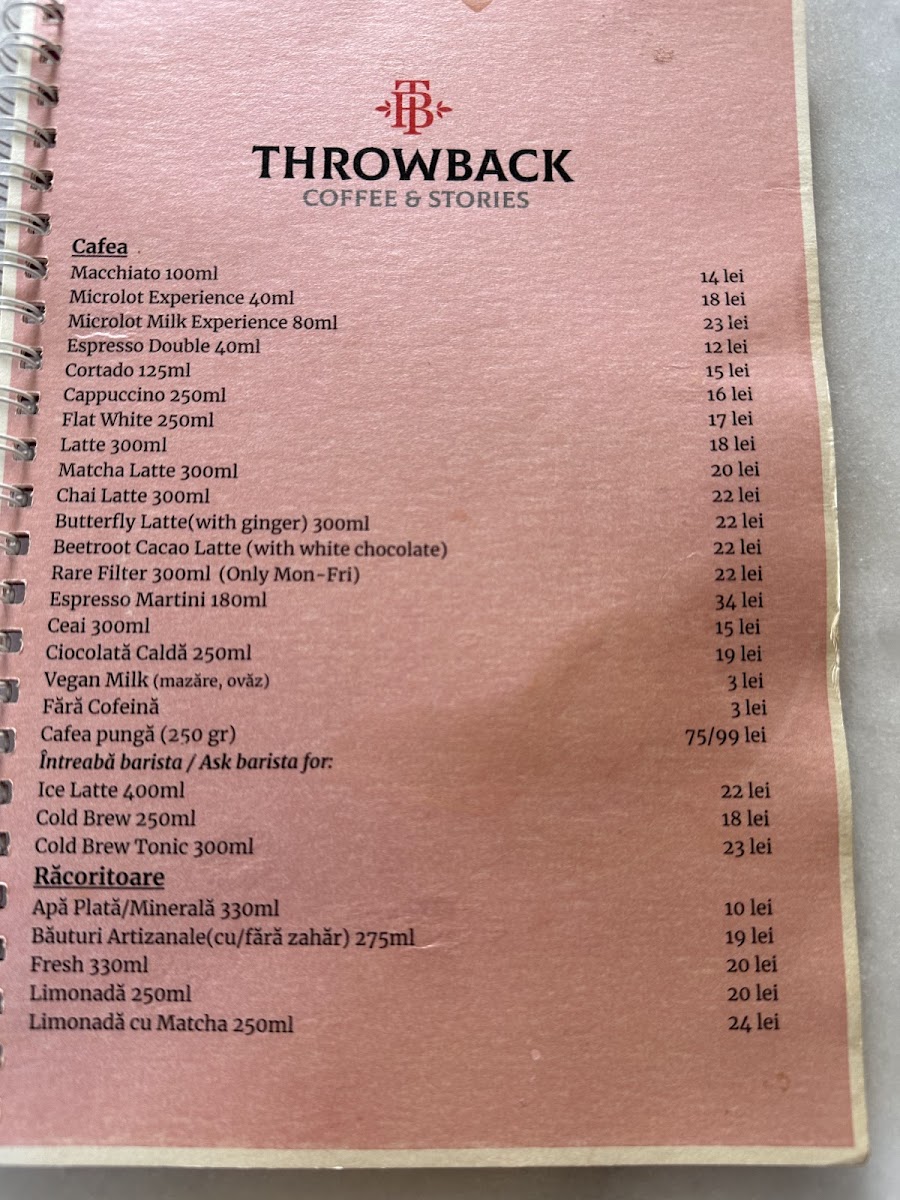 TB
THROWBACK
COFFEE & STORIES
Cafea
Macchiato 100ml 14 lei
Microlot Experience 40ml 18 lei
Microlot Milk Experience 80ml 23 lei
Espresso Double 40ml 12 lei
Cortado 125ml 15 lei
Cappuccino 250ml 16 lei
Flat White 250ml 17 lei
Latte 300ml 18 lei
Matcha Latte 300ml 20 lei
Chai Latte 300ml 22 lei
Butterfly Latte(with ginger) 300ml 22 lei
Beetroot Cacao Latte (with white chocolate) 22 lei
Rare Filter 300ml (Only Mon-Fri) 22 lei
Espresso Martini 180ml 34 lei
Ceai 300ml 15 lei
Ciocolată Caldă 250ml 19 lei
Vegan Milk (mazăre, ovăz) 3 lei
Fără Cofeină 3 lei
Cafea pungă (250 gr) 75/99 lei
Întreabă barista / Ask barista for:
Ice Latte 400ml 22 lei
Cold Brew 250ml 18 lei
Cold Brew Tonic 300ml 23 lei
Răcoritoare
Apă Plată/Minerală 330ml 10 lei
Băuturi Artizanale(cu/fără zahăr) 275ml 19 lei
Fresh 330ml 20 lei
Limonadă 250ml 20 lei
Limonadă cu Matcha 250ml 24 lei